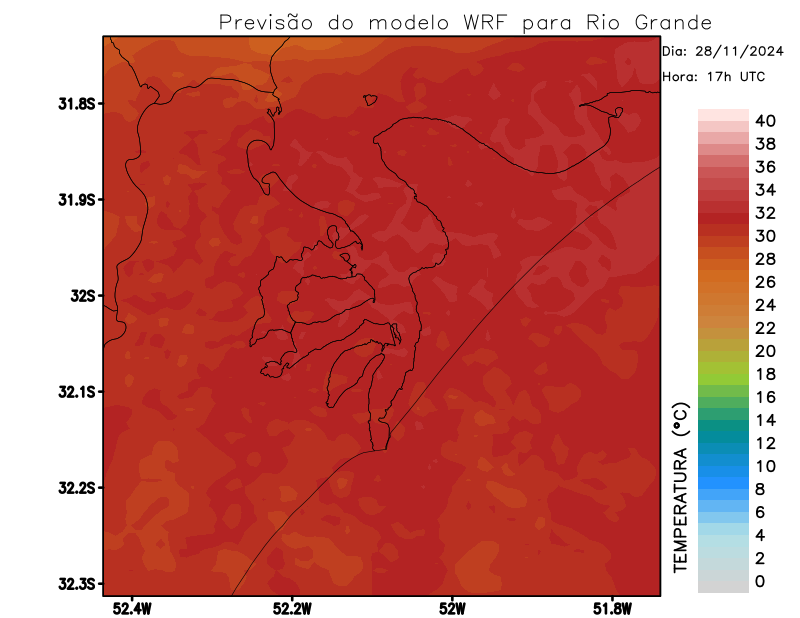 Previsão do modelo WRF para Rio Grande
Dia: 28/11/2024
Hora: 17h UTC
31.8S
31.9S
32S
32.1S
32.2S
32.3S
52.4W
52.2W
52W
51.8W
TEMPERATURA (°C)
40
38
36
34
32
30
28
26
24
22
20
18
16
14
12
10
8
6
4
2
0